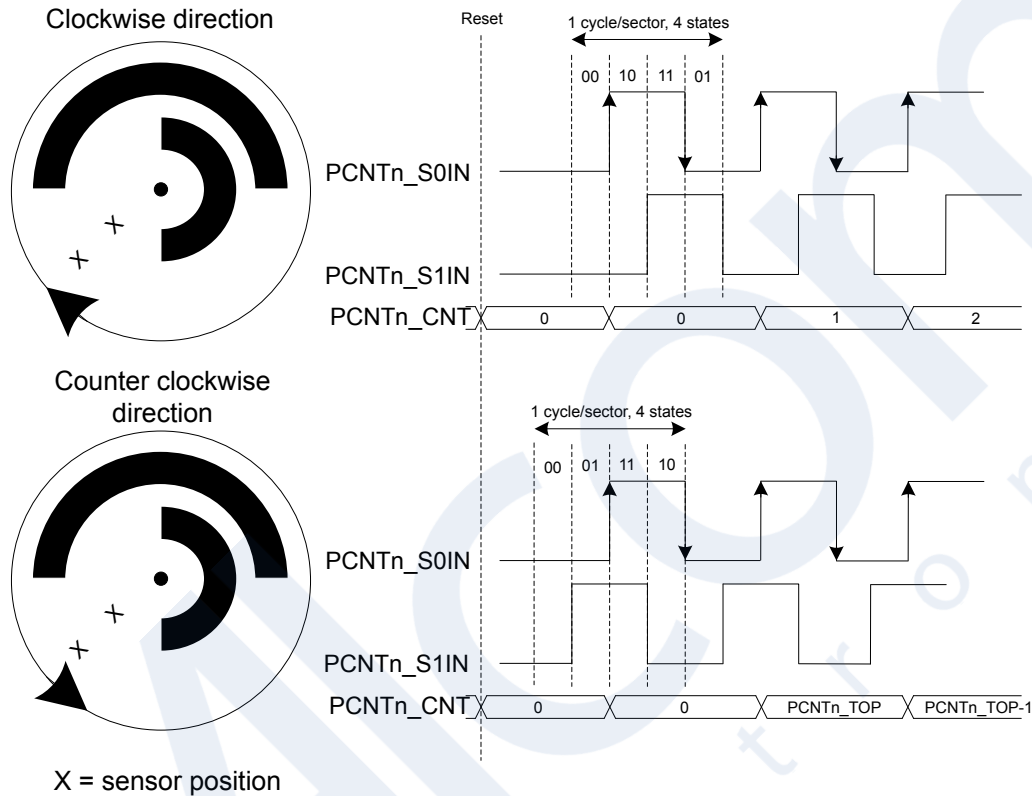 Clockwise direction
Reset
1 cycle/sector, 4 states
00 10 11 01
PCNTn_S0IN
X
X
PCNTn_S1IN
PCNTn_CNT 0 0 1 2
Counter clockwise
direction
1 cycle/sector, 4 states
00 01 11 10
PCNTn_S0IN
X
X
PCNTn_S1IN
PCNTn_CNT 0 0 PCNTn_TOP PCNTn_TOP-1
X = sensor position